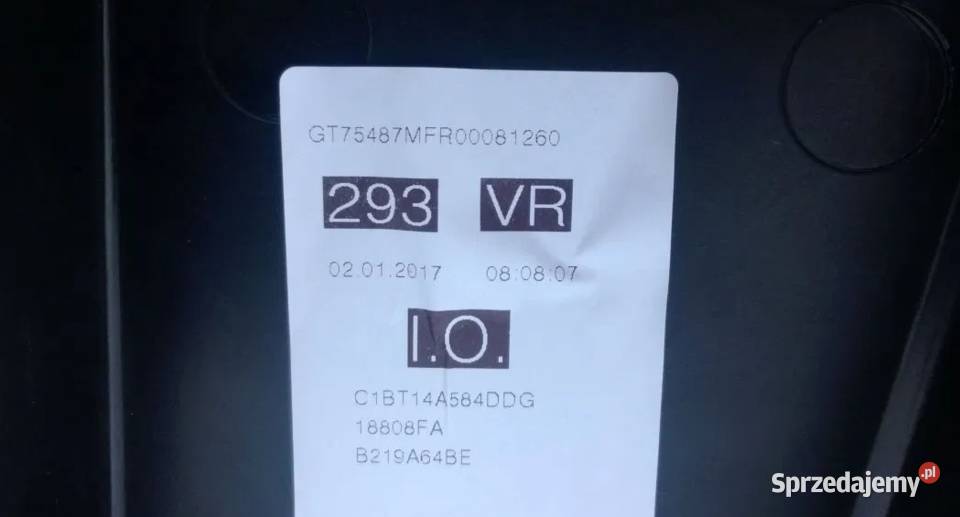 GT75487MFR00081260
293 VR
02.01.2017 08:08:07
I.O.
C1BT14A584DDG
18808FA
B219A64BE
Sprzedajemy.pl